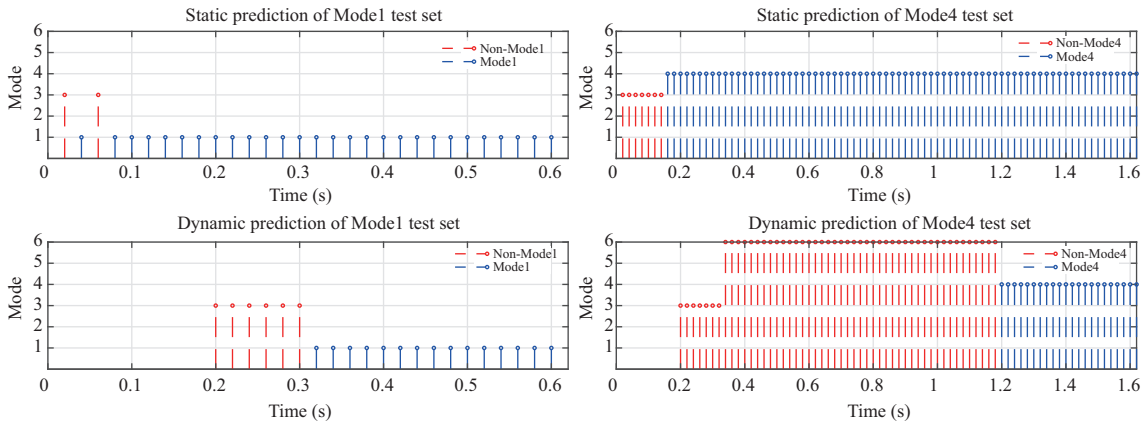 Static prediction of Mode1 test set
6
5
4
3
2
1
Mode
Non-Mode1
Mode1
0
0.1
0.2
0.3
0.4
0.5
0.6
Time (s)
Static prediction of Mode4 test set
6
5
4
3
2
1
Mode
Non-Mode4
Mode4
0
0.2
0.4
0.6
0.8
1
1.2
1.4
1.6
Time (s)
Dynamic prediction of Mode1 test set
6
5
4
3
2
1
Mode
Non-Mode1
Mode1
0
0.1
0.2
0.3
0.4
0.5
0.6
Time (s)
Dynamic prediction of Mode4 test set
6
5
4
3
2
1
Mode
Non-Mode4
Mode4
0
0.2
0.4
0.6
0.8
1
1.2
1.4
1.6
Time (s)